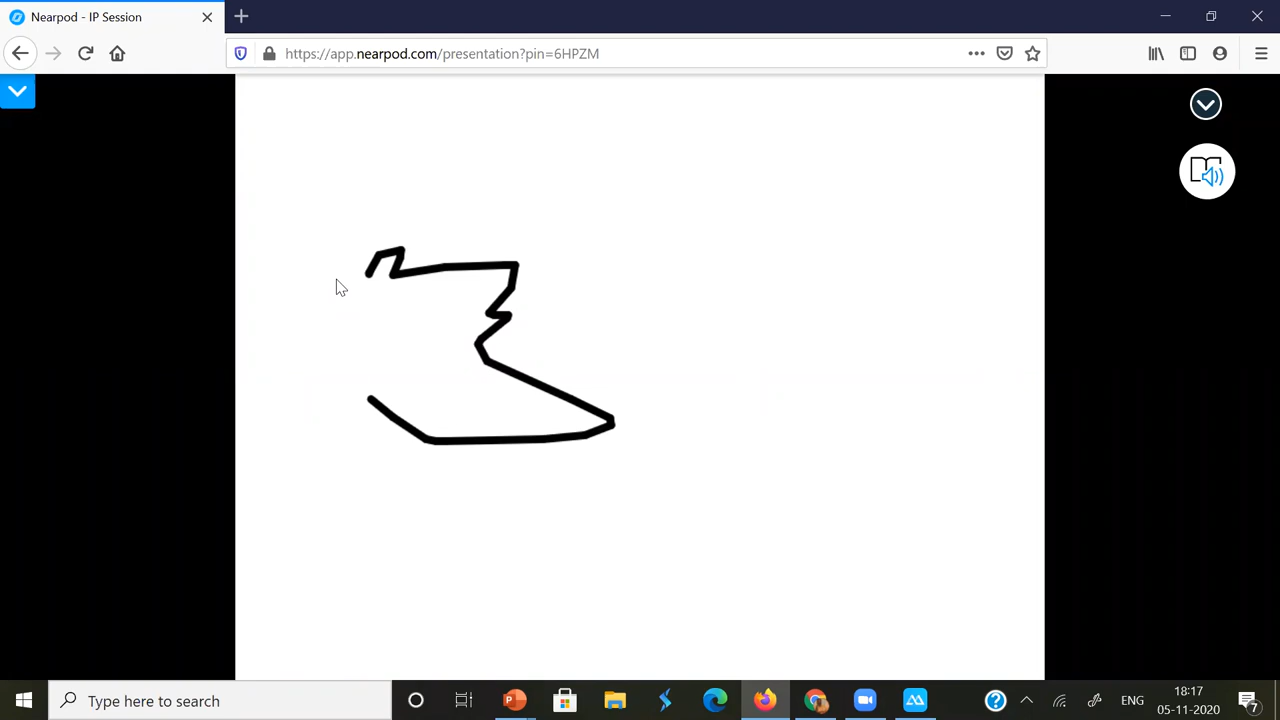 Nearpod - IP Session
https://app.nearpod.com/presentation?pin=6HPZM
Type here to search
ENG
18:17
05-11-2020
7